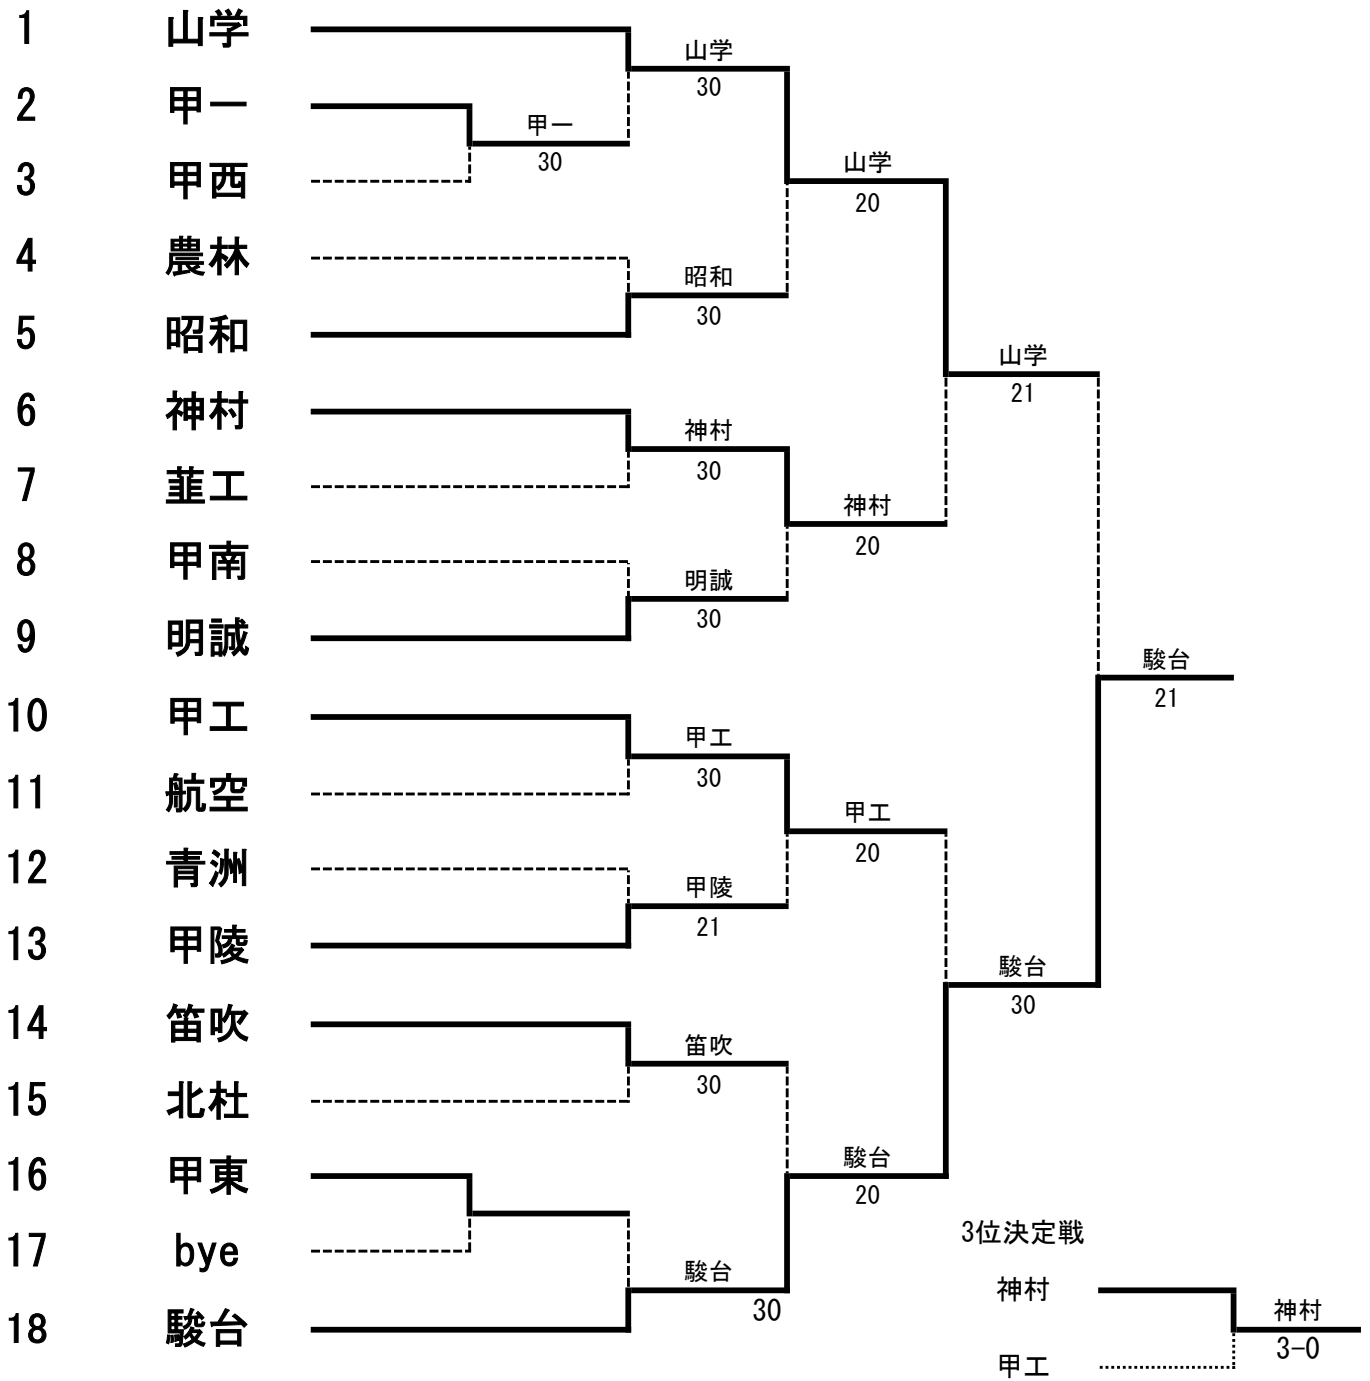 1 山学
山学
30
2 甲一
甲一
30
3 甲西
山学
20
4 農林
昭和
30
5 昭和
山学
21
6 神村
神村
30
7 韮工
神村
20
8 甲南
明誠
30
9 明誠
駿台
21
10 甲工
甲工
30
11 航空
甲工
20
12 青洲
甲陵
21
13 甲陵
駿台
30
14 笛吹
笛吹
30
15 北杜
16 甲東
駿台
20
17 bye
駿台
30
18 駿台
3位決定戦
神村
神村
3-0
甲工